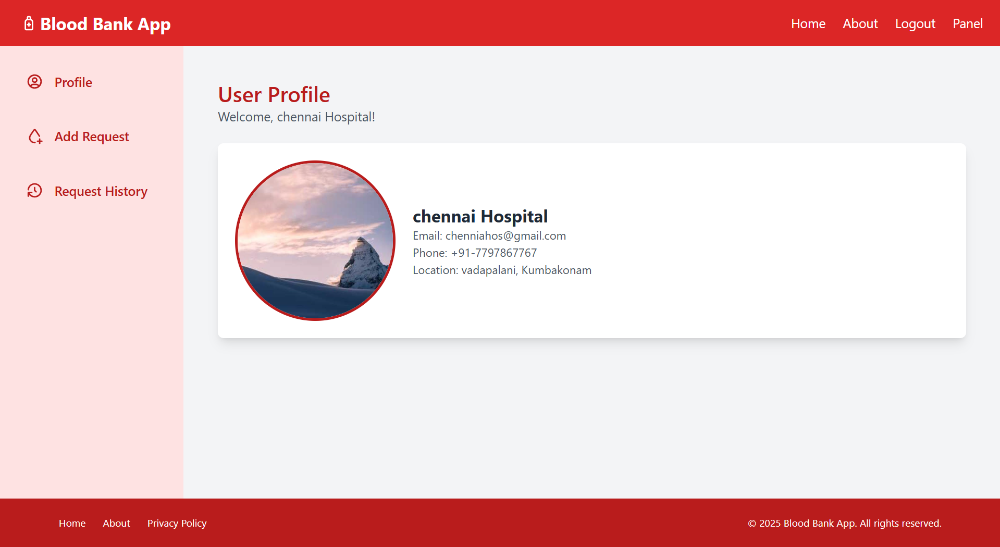 Blood Bank App
Home About Logout Panel
Profile
Add Request
Request History
User Profile
Welcome, chennai Hospital!
chennai Hospital
Email: chenniahos@gmail.com
Phone: +91-7797867767
Location: vadapalani, Kumbakonam
Home About Privacy Policy
© 2025 Blood Bank App. All rights reserved.